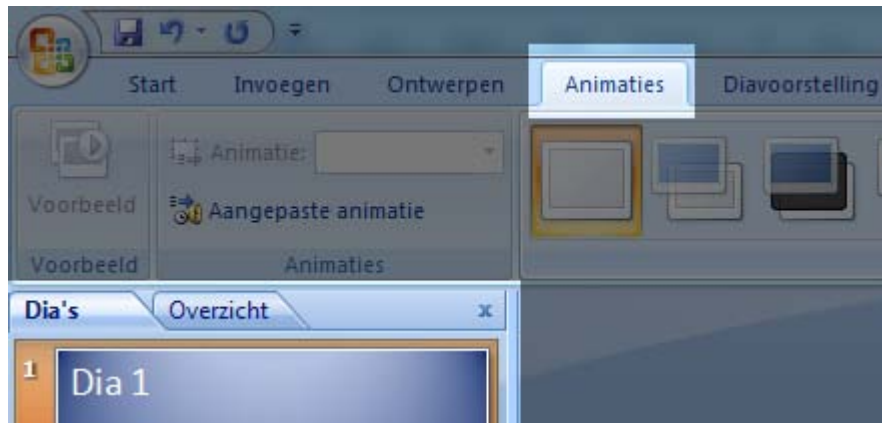 Start Invoegen Ontwerpen Animaties Diavoorstelling
Animatie:
Voorbeeld Aangepaste animatie
Voorbeeld Animaties
Dia's Overzicht x
1 Dia 1